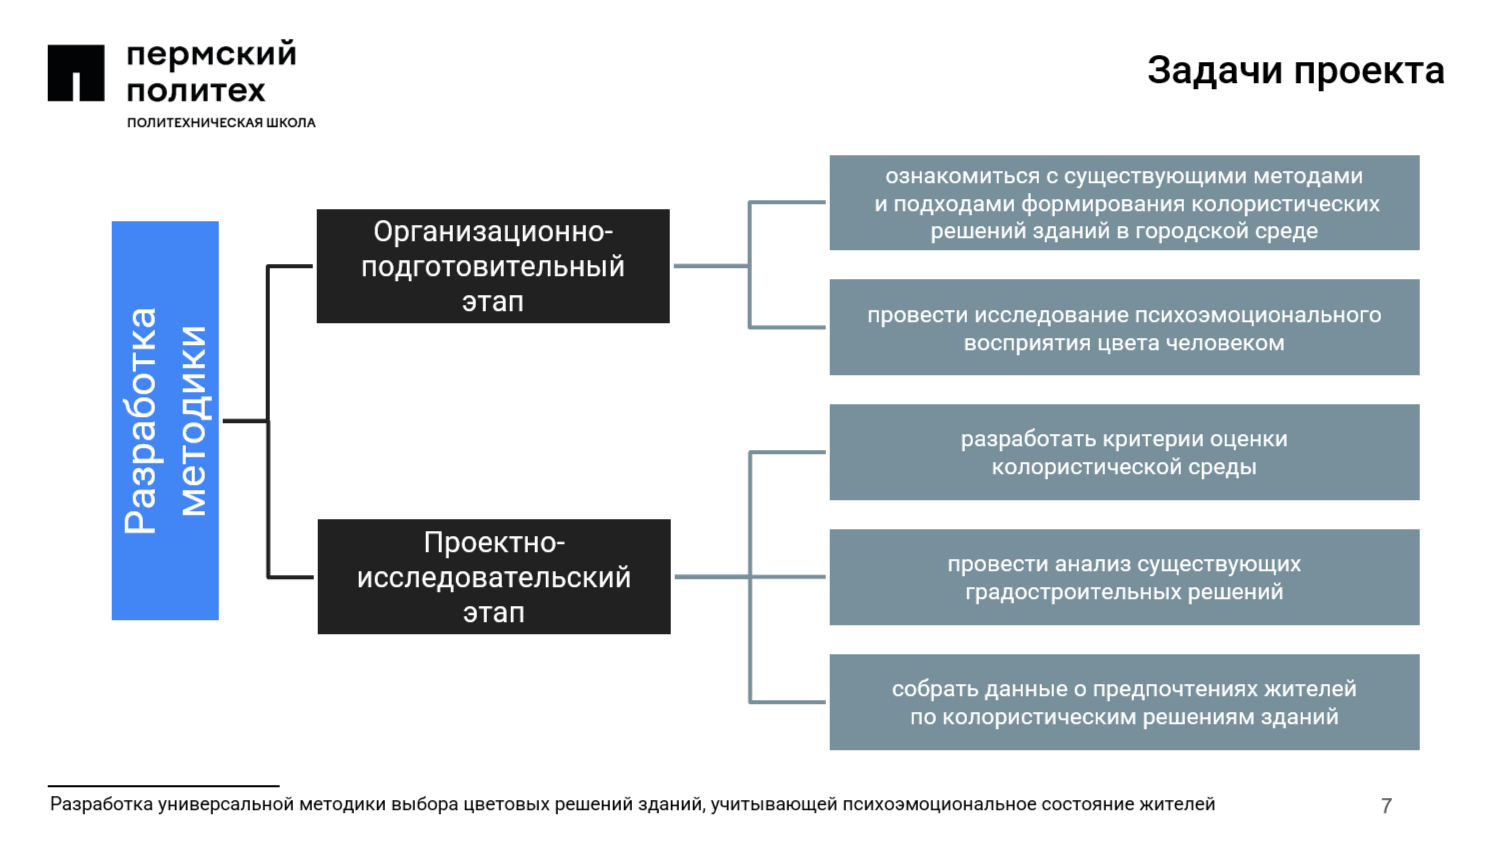 пермский
политех
ПОЛИТЕХНИЧЕСКАЯ ШКОЛА
Задачи проекта
Разработка
методики
Организационно-
подготовительный
этап
ознакомиться с существующими методами
и подходами формирования колористических
решений зданий в городской среде
провести исследование психоэмоционального
восприятия цвета человеком
Проектно-
исследовательский
этап
разработать критерии оценки
колористической среды
провести анализ существующих
градостроительных решений
собрать данные о предпочтениях жителей
по колористическим решениям зданий
Разработка универсальной методики выбора цветовых решений зданий, учитывающей психоэмоциональное состояние жителей
7